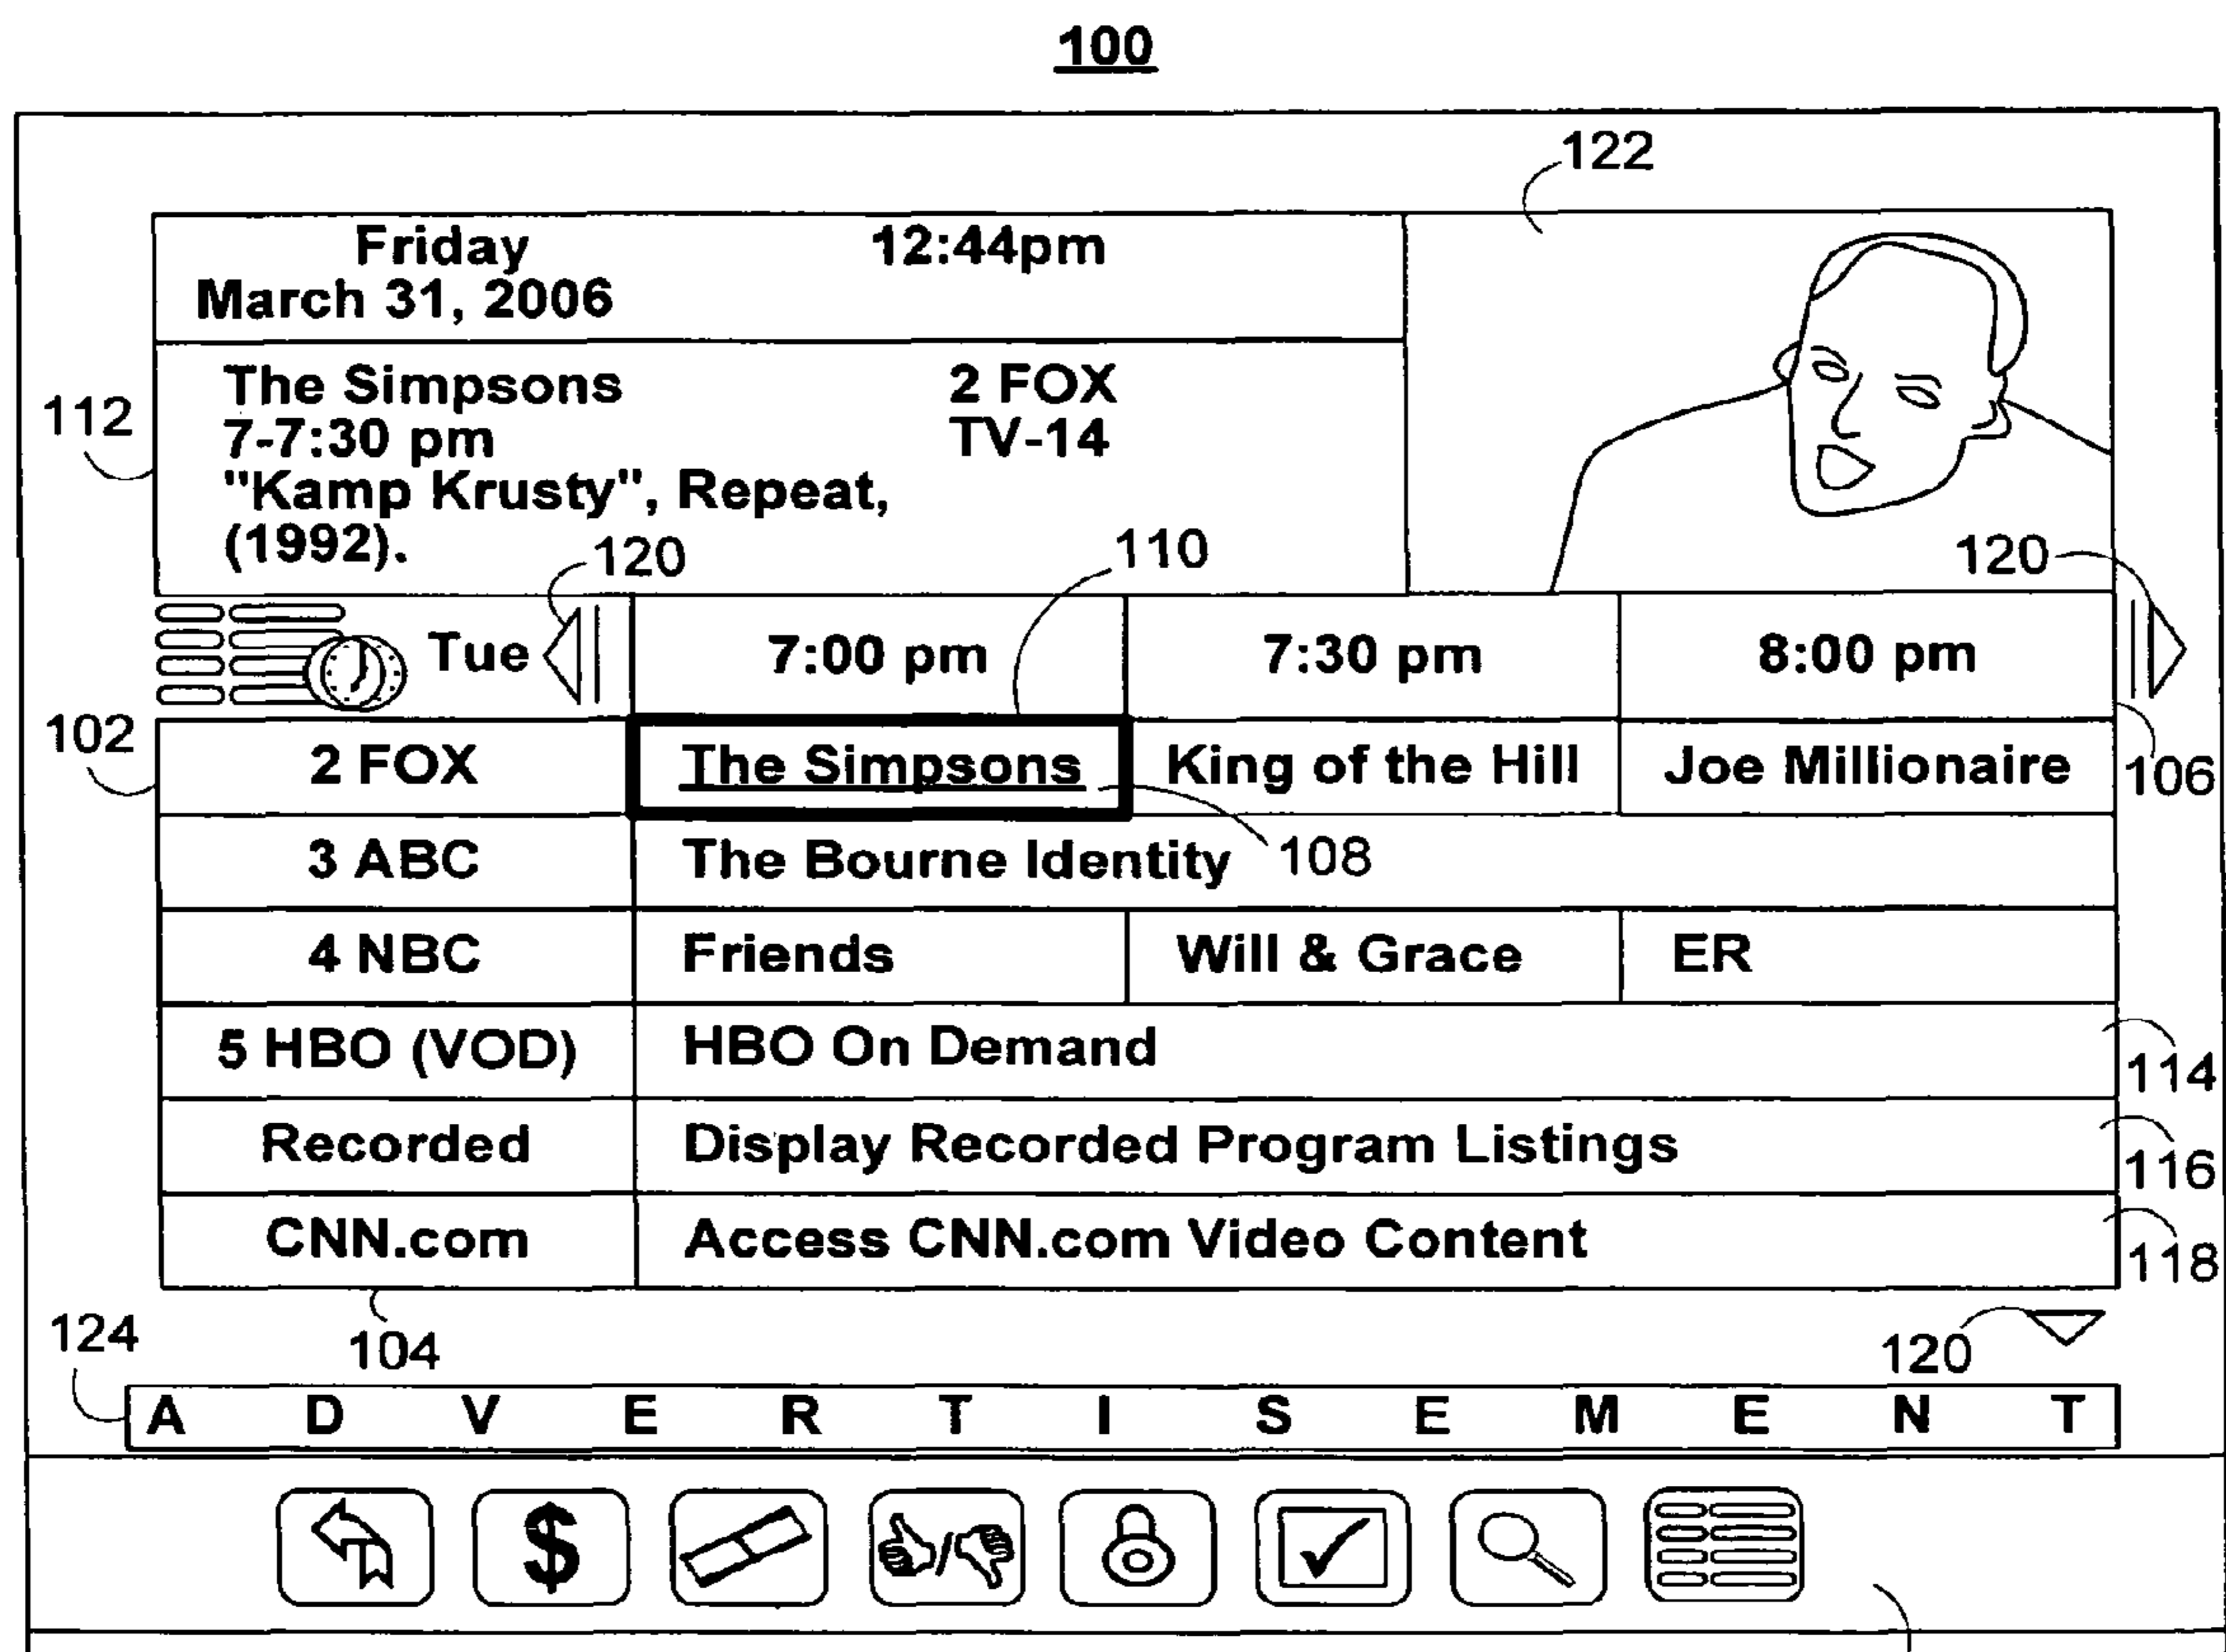 100
122
Friday 12:44pm
March 31, 2006
112
The Simpsons 2 FOX
7-7:30 pm TV-14
"Kamp Krusty", Repeat,
(1992).
120 110 120
Tue 7:00 pm 7:30 pm 8:00 pm
102
2 FOX The Simpsons King of the Hill Joe Millionaire
106
3 ABC The Bourne Identity 108
4 NBC Friends Will & Grace ER
5 HBO (VOD) HBO On Demand
114
Recorded Display Recorded Program Listings
116
CNN.com Access CNN.com Video Content
118
124 104 120
A D V E R T I S E M E N T
$